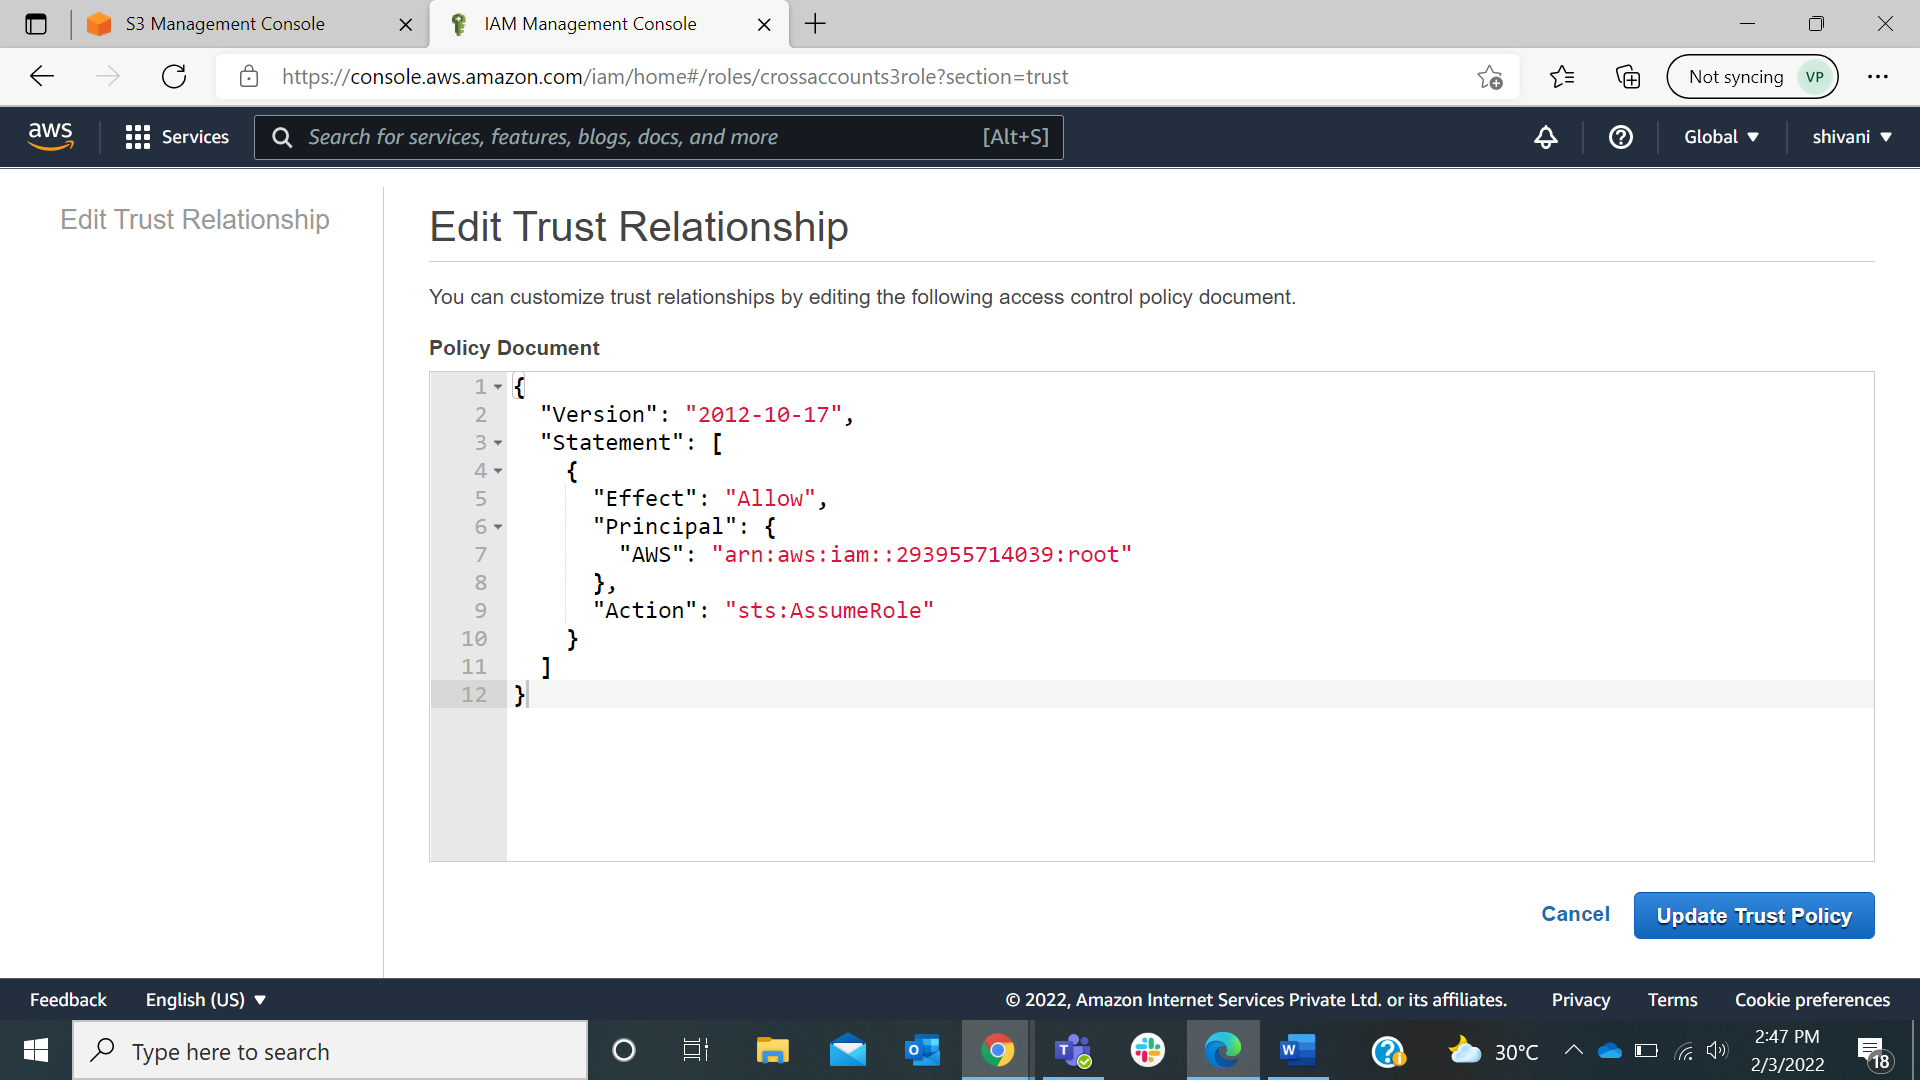 S3 Management Console
IAM Management Console
https://console.aws.amazon.com/iam/home#/roles/crossaccounts3role?section=trust
Not syncing VP
aws
Services
Search for services, features, blogs, docs, and more [Alt+S]
Global
shivani
Edit Trust Relationship
Edit Trust Relationship
You can customize trust relationships by editing the following access control policy document.
Policy Document
1 {
2 "Version": "2012-10-17",
3 "Statement": [
4 {
5 "Effect": "Allow",
6 "Principal": {
7 "AWS": "arn:aws:iam::293955714039:root"
8 },
9 "Action": "sts:AssumeRole"
10 }
11 ]
12 }
Cancel
Update Trust Policy
Feedback
English (US)
© 2022, Amazon Internet Services Private Ltd. or its affiliates.
Privacy
Terms
Cookie preferences
Type here to search
30°C
2:47 PM
2/3/2022
18